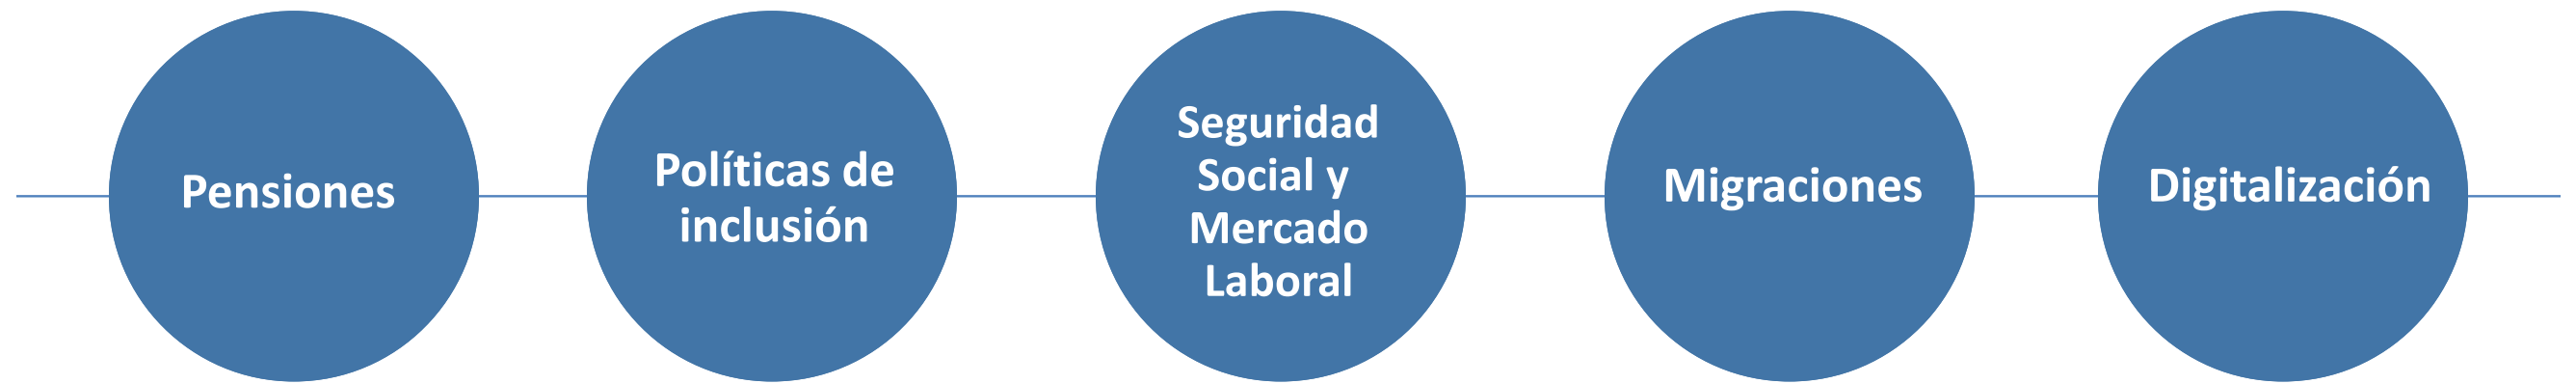 Pensiones
Políticas de
inclusión
Seguridad
Social y
Mercado
Laboral
Migraciones
Digitalización